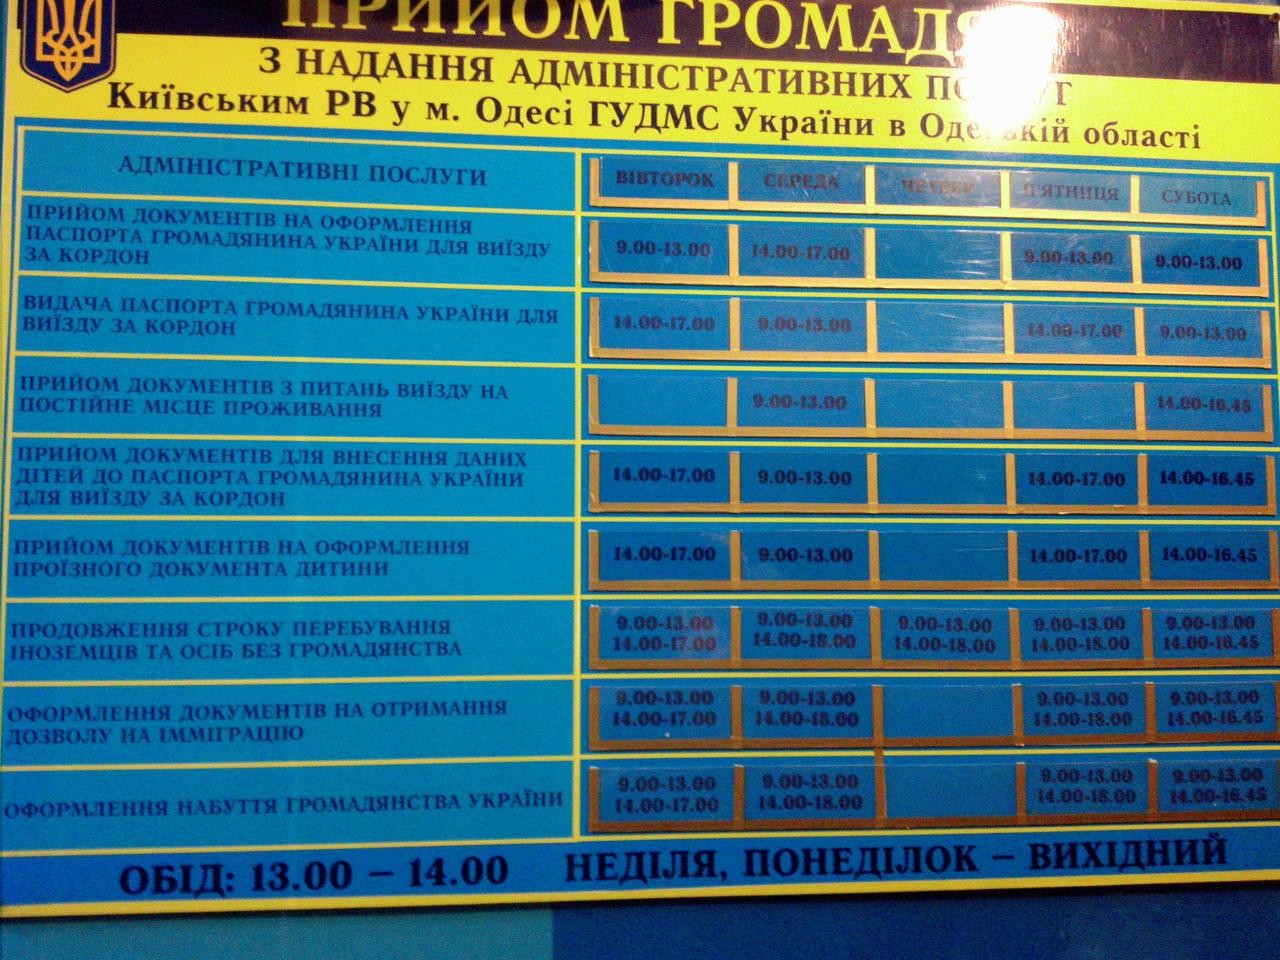 ПРИЙОМ
З НАДАННЯ АДМІНІСТРАТИВНИХ
Київським РВ у м. Одесі ГУДМС України в області
АДМІНІСТРАТИВНІ ПОСЛУГИ ВІВТОРОК СЕРЕДА ЧЕТВЕР П'ЯТНИЦЯ СУБОТА
ПРИЙОМ ДОКУМЕНТІВ НА ОФОРМЛЕННЯ
ПАСПОРТА ГРОМАДЯНИНА УКРАЇНИ ДЛЯ ВИЇЗДУ
ЗА КОРДОН
9.00-13.00 14.00-17.00 9.00-13.00 9.00-13.00
ВИДАЧА ПАСПОРТА ГРОМАДЯНИНА УКРАЇНИ ДЛЯ
ВИЇЗДУ ЗА КОРДОН
14.00-17.00 9.00-13.00 14.00-17.00 9.00-13.00
ПРИЙОМ ДОКУМЕНТІВ З ПИТАНЬ ВИЇЗДУ НА
ПОСТІЙНЕ МІСЦЕ ПРОЖИВАННЯ
9.00-13.00 14.00-16.45
ПРИЙОМ ДОКУМЕНТІВ ДЛЯ ВНЕСЕННЯ ДАНИХ
ДІТЕЙ ДО ПАСПОРТА ГРОМАДЯНИНА УКРАЇНИ
ДЛЯ ВИЇЗДУ ЗА КОРДОН
14.00-17.00 9.00-13.00 14.00-17.00 14.00-16.45
ПРИЙОМ ДОКУМЕНТІВ НА ОФОРМЛЕННЯ
ПРОЇЗНОГО ДОКУМЕНТА ДИТИНИ
14.00-17.00 9.00-13.00 14.00-17.00 14.00-16.45
ПРОДОВЖЕННЯ СТРОКУ ПЕРЕБУВАННЯ
ІНОЗЕМЦІВ ТА ОСІБ БЕЗ ГРОМАДЯНСТВА
9.00-13.00 9.00-13.00 9.00-13.00 9.00-13.00 9.00-13.00
14.00-17.00 14.00-18.00 14.00-18.00 14.00-18.00 14.00-16.45
ОФОРМЛЕННЯ ДОКУМЕНТІВ НА ОТРИМАННЯ
ДОЗВОЛУ НА ІММІГРАЦІЮ
9.00-13.00 9.00-13.00 9.00-13.00 9.00-13.00
14.00-17.00 14.00-18.00 14.00-18.00 14.00-16.45
ОФОРМЛЕННЯ НАБУТТЯ ГРОМАДЯНСТВА УКРАЇНИ
9.00-13.00 9.00-13.00 9.00-13.00 9.00-13.00
14.00-17.00 14.00-18.00 14.00-18.00 14.00-16.45
ОБІД: 13.00 – 14.00 НЕДІЛЯ, ПОНЕДІЛОК – ВИХІДНИЙ